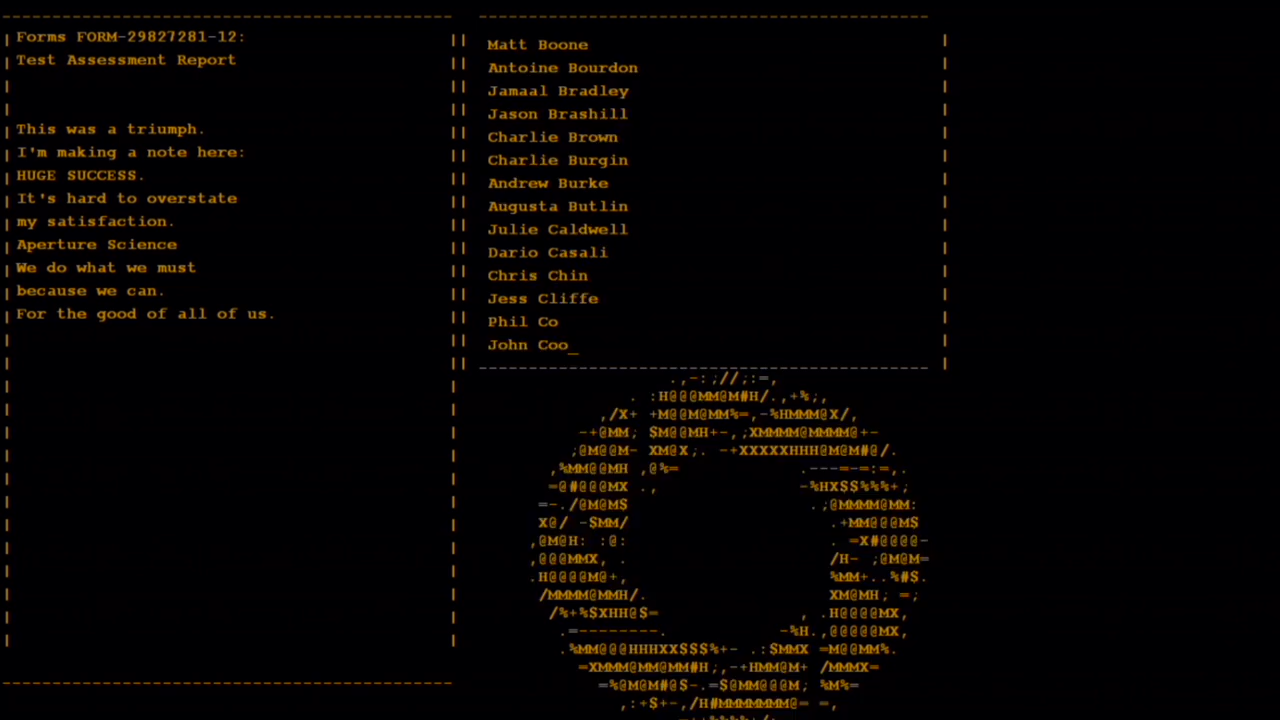 Forms FORM-29827281-12:
Test Assessment Report
This was a triumph.
I'm making a note here:
HUGE SUCCESS.
It's hard to overstate
my satisfaction.
Aperture Science
We do what we must
because we can.
For the good of all of us.
Matt Boone
Antoine Bourdon
Jamaal Bradley
Jason Brashill
Charlie Brown
Charlie Burgin
Andrew Burke
Augusta Butlin
Julie Caldwell
Dario Casali
Chris Chin
Jess Cliffe
Phil Co
John Coo_